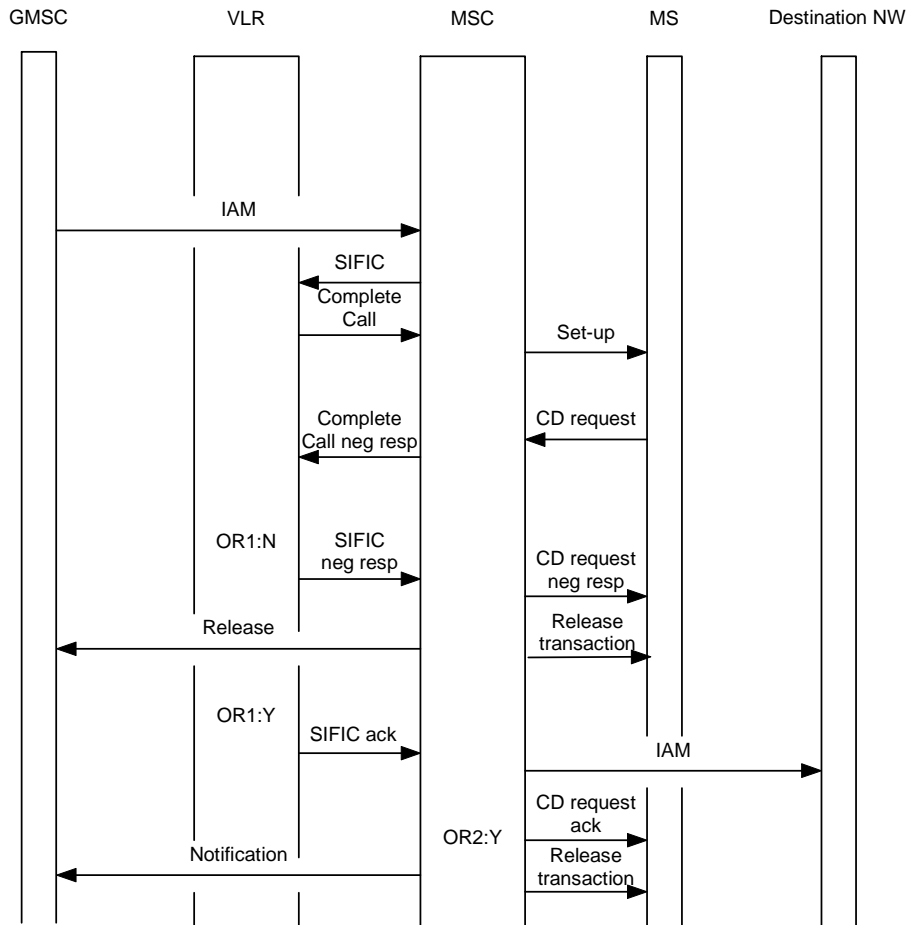 GMSC VLR MSC MS Destination NW
IAM
SIFIC
Complete
Call
Set-up
Complete
Call neg resp
CD request
OR1:N
SIFIC
neg resp
CD request
neg resp
Release
Release
transaction
OR1:Y
SIFIC ack
IAM
CD request
ack
OR2:Y
Notification
Release
transaction